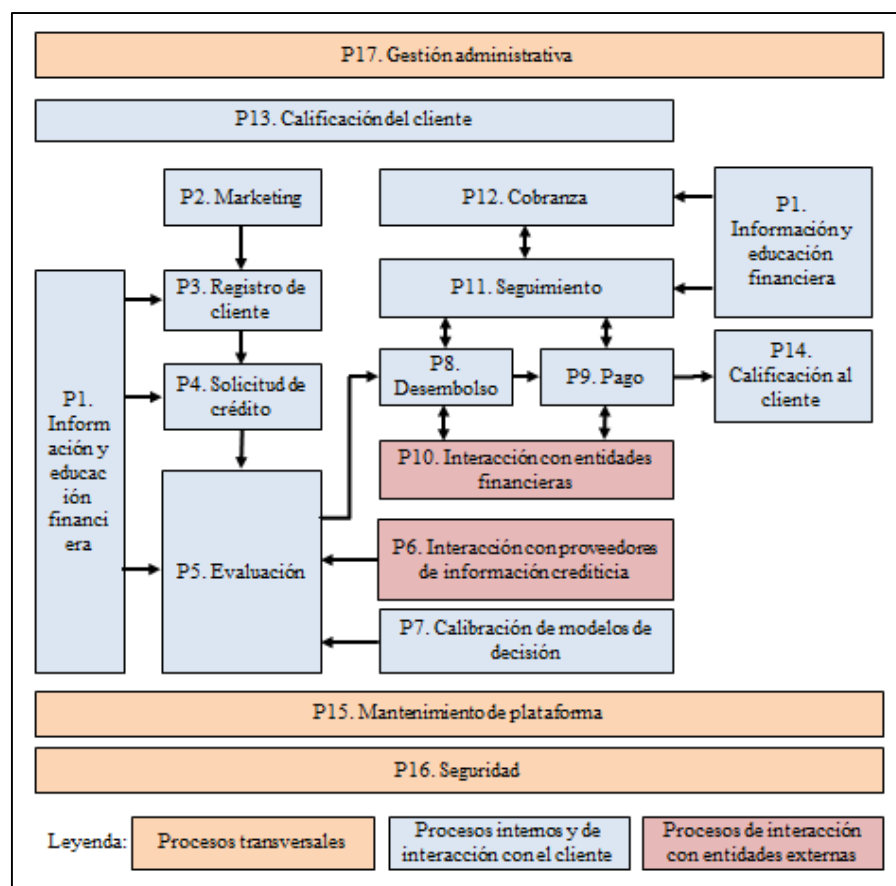 P17. Gestión administrativa
P13. Calificación del cliente
P2. Marketing
P12. Cobranza
P1.
Información y
educación
financiera
P3. Registro de
cliente
P11. Seguimiento
P1.
Inform
ación y
educac
ión
financi
era
P4. Solicitud de
crédito
P8.
Desembolso
P9. Pago
P14.
Calificación al
cliente
P10. Interacción con entidades
financieras
P5. Evaluación
P6. Interacción con proveedores
de información crediticia
P7. Calibración de modelos de
decisión
P15. Mantenimiento de plataforma
P16. Seguridad
Leyenda:
Procesos transversales
Procesos internos y de
interacción con el cliente
Procesos de interacción
con entidades externas